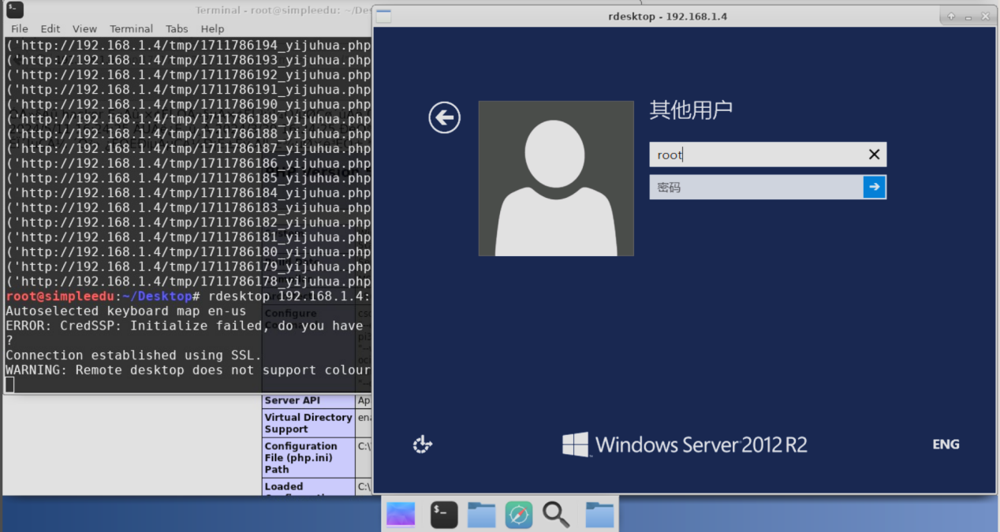 Terminal - root@simpleedu: ~/Des
File Edit View Terminal Tabs Help
('http://192.168.1.4/tmp/1711786194_yijuhua.php
('http://192.168.1.4/tmp/1711786193_yijuhua.php
('http://192.168.1.4/tmp/1711786192_yijuhua.php
('http://192.168.1.4/tmp/1711786191_yijuhua.php
('http://192.168.1.4/tmp/1711786190_yijuhua.php
('http://192.168.1.4/tmp/1711786189_yijuhua.php
('http://192.168.1.4/tmp/1711786188_yijuhua.php
('http://192.168.1.4/tmp/1711786187_yijuhua.php
('http://192.168.1.4/tmp/1711786186_yijuhua.php
('http://192.168.1.4/tmp/1711786185_yijuhua.php
('http://192.168.1.4/tmp/1711786184_yijuhua.php
('http://192.168.1.4/tmp/1711786183_yijuhua.php
('http://192.168.1.4/tmp/1711786182_yijuhua.php
('http://192.168.1.4/tmp/1711786181_yijuhua.php
('http://192.168.1.4/tmp/1711786180_yijuhua.php
('http://192.168.1.4/tmp/1711786179_yijuhua.php
('http://192.168.1.4/tmp/1711786178_yijuhua.php
root@simpleedu:~/Desktop# rdesktop 192.168.1.4:
Autoselected keyboard map en-us
ERROR: CredSSP: Initialize failed, do you have
?
Connection established using SSL.
WARNING: Remote desktop does not support colour
Server API Ap
Virtual Directory Support ena
Configuration
File (php.ini)
Path
C:\
Loaded
C:\
rdesktop - 192.168.1.4
其他用户
root
密码
Windows Server 2012 R2
ENG